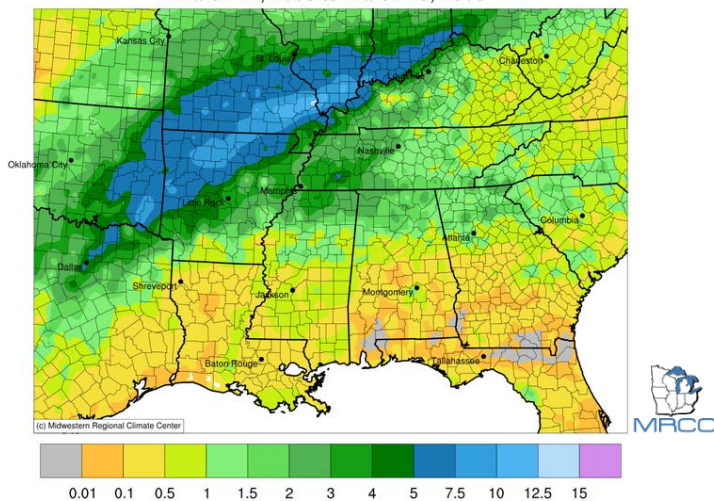 Kansas City
St. Louis
Charleston
Louisville
Oklahoma City
Nashville
Memphis
Little Rock
Columbia
Atlanta
Dallas
Shreveport
Jackson
Montgomery
Baton Rouge
Tallahassee
(c) Midwestern Regional Climate Center
MRCC
0.01 0.1 0.5 1 1.5 2 3 4 5 7.5 10 12.5 15